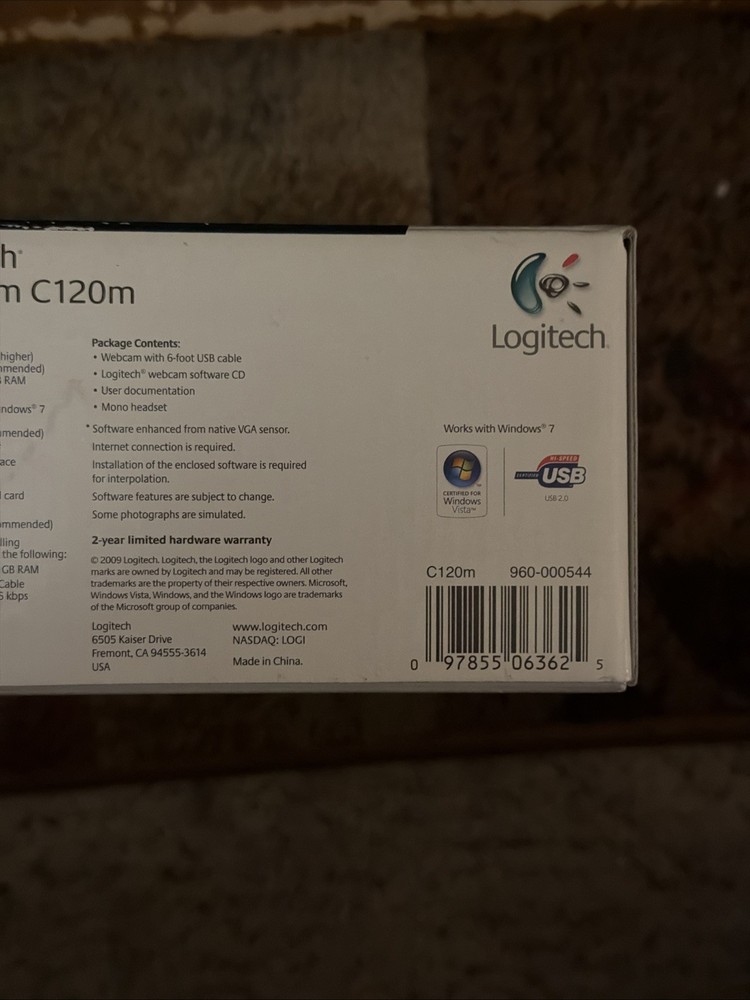 h
m C120m
higher)
mmended)
RAM
ndows® 7
mmended)
ace
card
ommended)
lling
the following:
GB RAM
Cable
kbps
Package Contents:
• Webcam with 6-foot USB cable
• Logitech® webcam software CD
• User documentation
• Mono headset
* Software enhanced from native VGA sensor.
Internet connection is required.
Installation of the enclosed software is required
for interpolation.
Software features are subject to change.
Some photographs are simulated.
2-year limited hardware warranty
© 2009 Logitech. Logitech, the Logitech logo and other Logitech
marks are owned by Logitech and may be registered. All other
trademarks are the property of their respective owners. Microsoft,
Windows Vista, Windows, and the Windows logo are trademarks
of the Microsoft group of companies.
Logitech
6505 Kaiser Drive
Fremont, CA 94555-3614
USA
www.logitech.com
NASDAQ: LOGI
Made in China.
Logitech
Works with Windows® 7
CERTIFIED FOR
Windows
Vista™
HI-SPEED
CERTIFIED USB
USB 2.0
C120m 960-000544
0 97855 06362 5